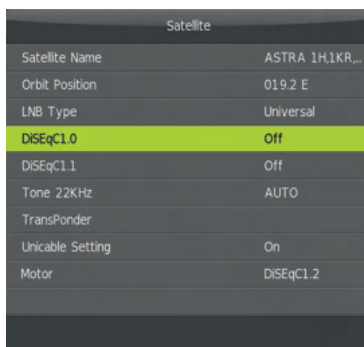 Satellite
Satellite Name ASTRA 1H,1KR,...
Orbit Position 019.2 E
LNB Type Universal
DiSEqC1.0 Off
DiSEqC1.1 Off
Tone 22KHz AUTO
TransPonder
Unicable Setting On
Motor DiSEqC1.2